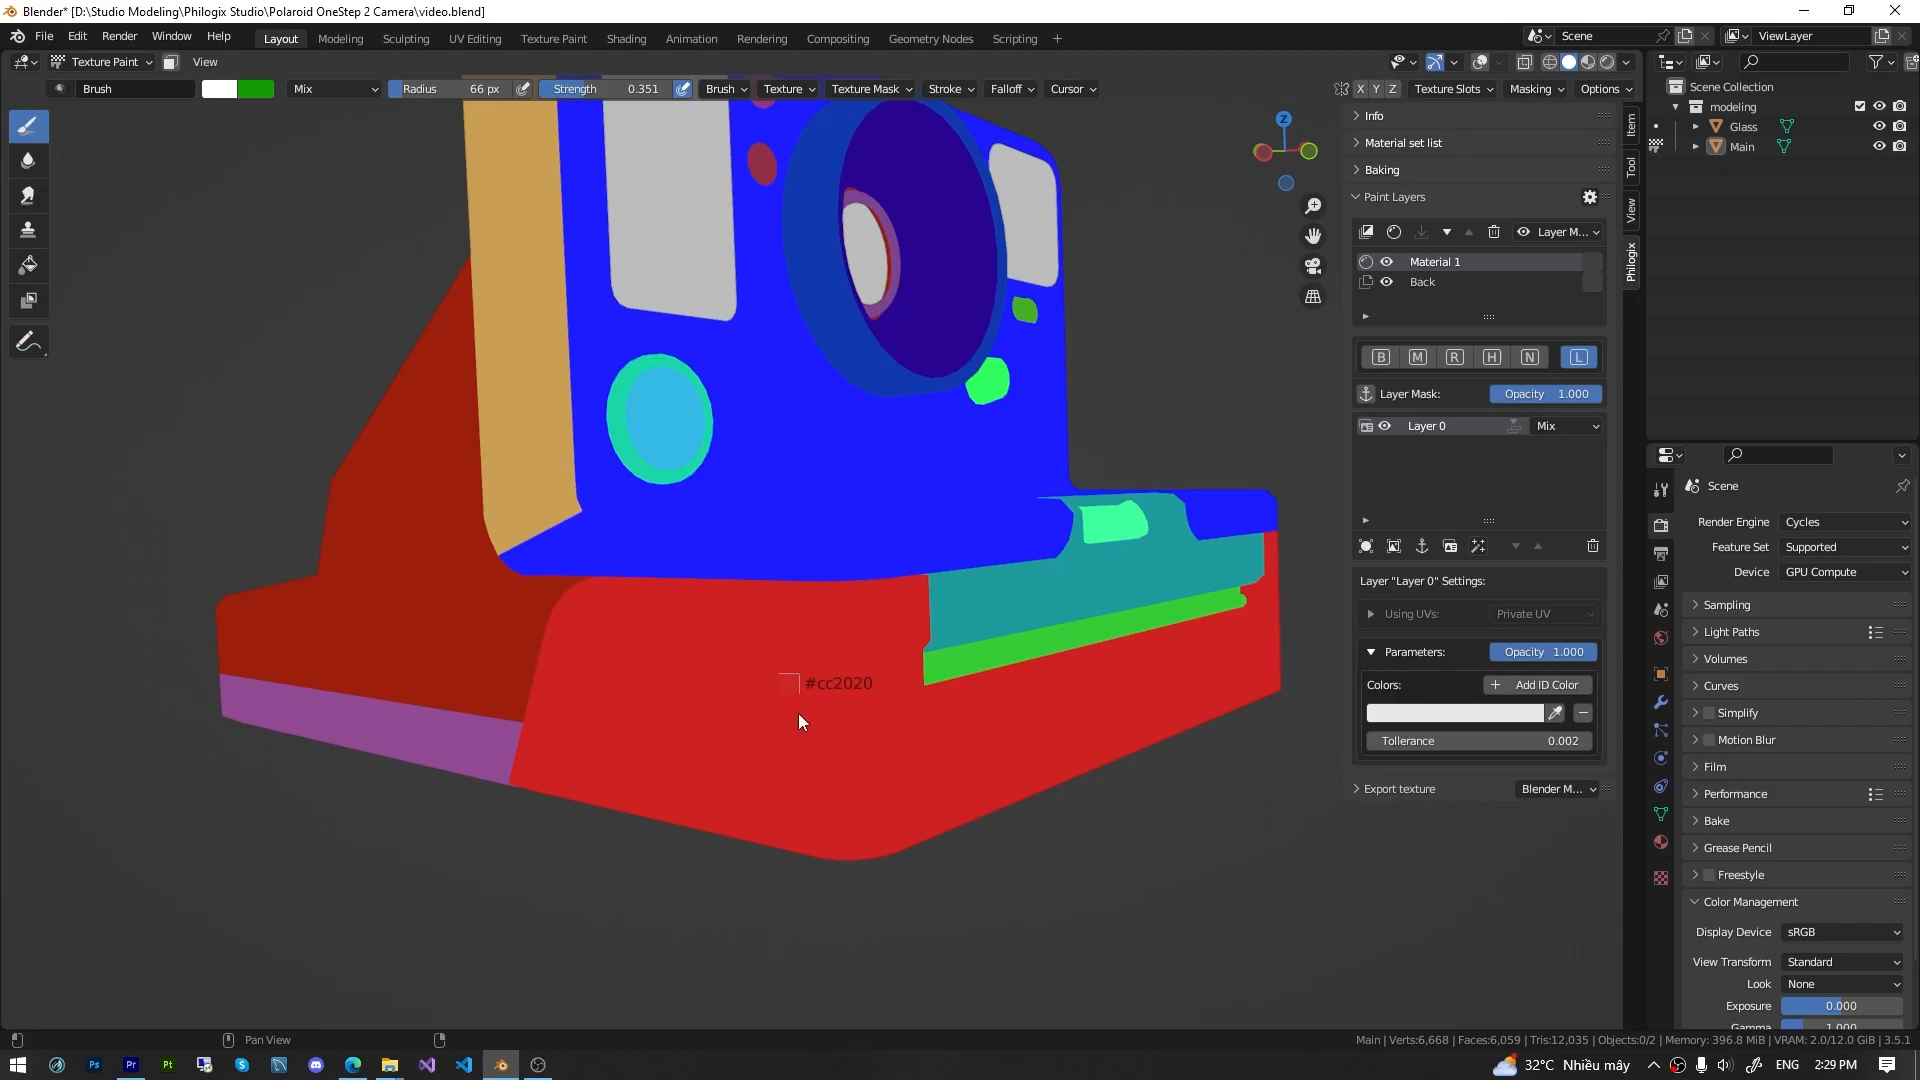 Blender* [D:\Studio Modeling\Philogix Studio\Polaroid OneStep 2 Camera\video.blend]
File Edit Render Window Help Layout Modeling Sculpting UV Editing Texture Paint Shading Animation Rendering Compositing Geometry Nodes Scripting + Scene ViewLayer
Texture Paint View
Brush Mix Radius 66 px Strength 0.351 Brush Texture Texture Mask Stroke Falloff Cursor X Y Z Texture Slots Masking Options
Scene Collection
modeling
Glass
Main
Z
Item
Tool
View
Philogix
Info
Material set list
Baking
Paint Layers
Layer M...
Material 1
Back
B M R H N L
Layer Mask: Opacity 1.000
Layer 0 Mix
Layer "Layer 0" Settings:
Using UVs: Private UV
Parameters: Opacity 1.000
Colors: + Add ID Color
Tollerance 0.002
Export texture Blender M...
#cc2020
Scene
Render Engine Cycles
Feature Set Supported
Device GPU Compute
Sampling
Light Paths
Volumes
Curves
Simplify
Motion Blur
Film
Performance
Bake
Grease Pencil
Freestyle
Color Management
Display Device sRGB
View Transform Standard
Look None
Exposure 0.000
Gamma 1.000
Pan View
Main | Verts:6,668 | Faces:6,059 | Tris:12,035 | Objects:0/2 | Memory: 396.8 MiB | VRAM: 2.0/12.0 GiB | 3.5.1
Ps Pr Pt 32°C Nhiều mây ENG 2:29 PM